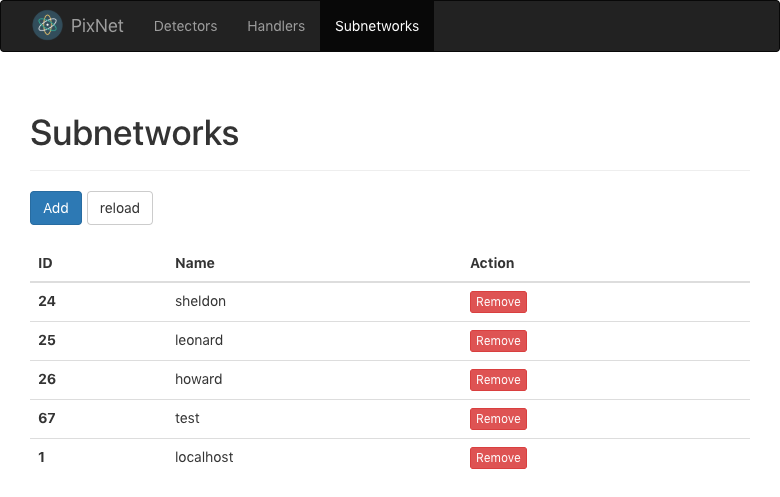 PixNet Detectors Handlers Subnetworks
Subnetworks
Add reload
ID Name Action
24 sheldon Remove
25 leonard Remove
26 howard Remove
67 test Remove
1 localhost Remove